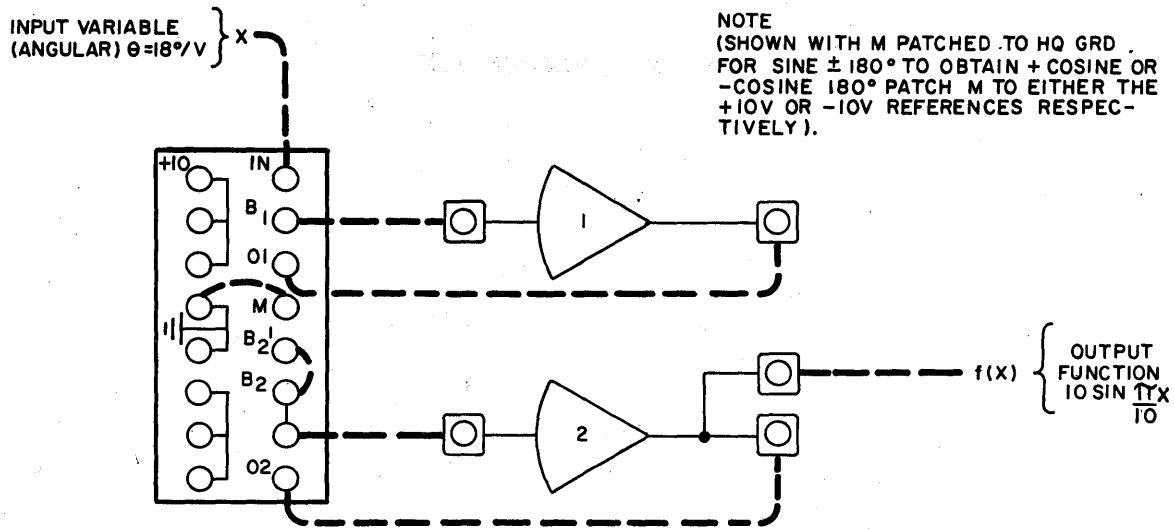 INPUT VARIABLE
(ANGULAR) θ=18°/V
X
NOTE
(SHOWN WITH M PATCHED TO HQ GRD.
FOR SINE ± 180° TO OBTAIN + COSINE OR
-COSINE 180° PATCH M TO EITHER THE
+10V OR -10V REFERENCES RESPEC-
TIVELY).
+10
IN
B1
1
O1
M
B2'
B2
2
O2
f(X)
OUTPUT
FUNCTION
10 SIN πX
10